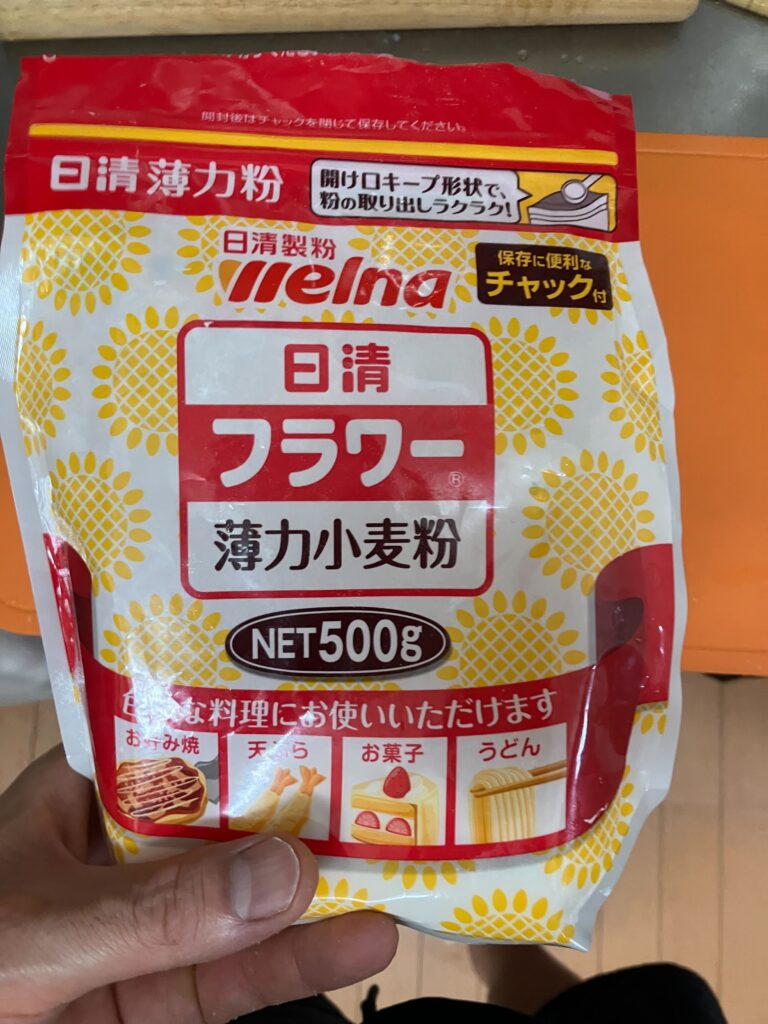 開封後はチャックを閉じて保存してください。
日清薄力粉
開け口キープ形状で、
粉の取り出しラクラク!
日清製粉
Welna
保存に便利な
チャック付
日清
フラワー®
薄力小麦粉
NET500g
な料理にお使いいただけます
お好み焼
天ぷら
お菓子
うどん